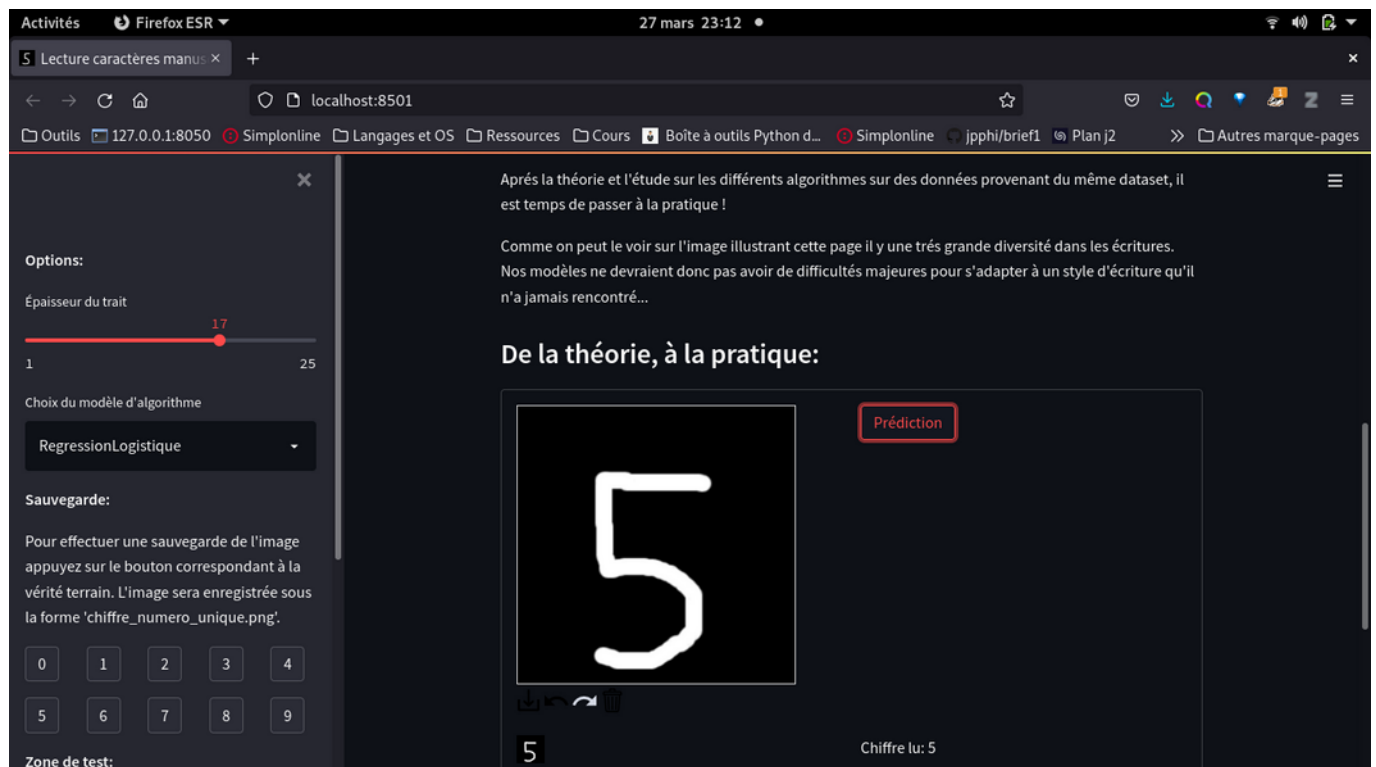 Activités Firefox ESR 27 mars 23:12
5 Lecture caractères manus × + ×
localhost:8501
Outils 127.0.0.1:8050 Simplonline Langages et OS Ressources Cours Boîte à outils Python d... Simplonline jpphi/brief1 Plan j2 Autres marque-pages
Options:
Épaisseur du trait
17
1 25
Choix du modèle d'algorithme
RegressionLogistique
Sauvegarde:
Pour effectuer une sauvegarde de l'image
appuyez sur le bouton correspondant à la
vérité terrain. L'image sera enregistrée sous
la forme 'chiffre_numero_unique.png'.
0 1 2 3 4
5 6 7 8 9
Zone de test:
Aprés la théorie et l'étude sur les différents algorithmes sur des données provenant du même dataset, il
est temps de passer à la pratique !
Comme on peut le voir sur l'image illustrant cette page il y une trés grande diversité dans les écritures.
Nos modèles ne devraient donc pas avoir de difficultés majeures pour s'adapter à un style d'écriture qu'il
n'a jamais rencontré...
De la théorie, à la pratique:
Prédiction
5
5 Chiffre lu: 5